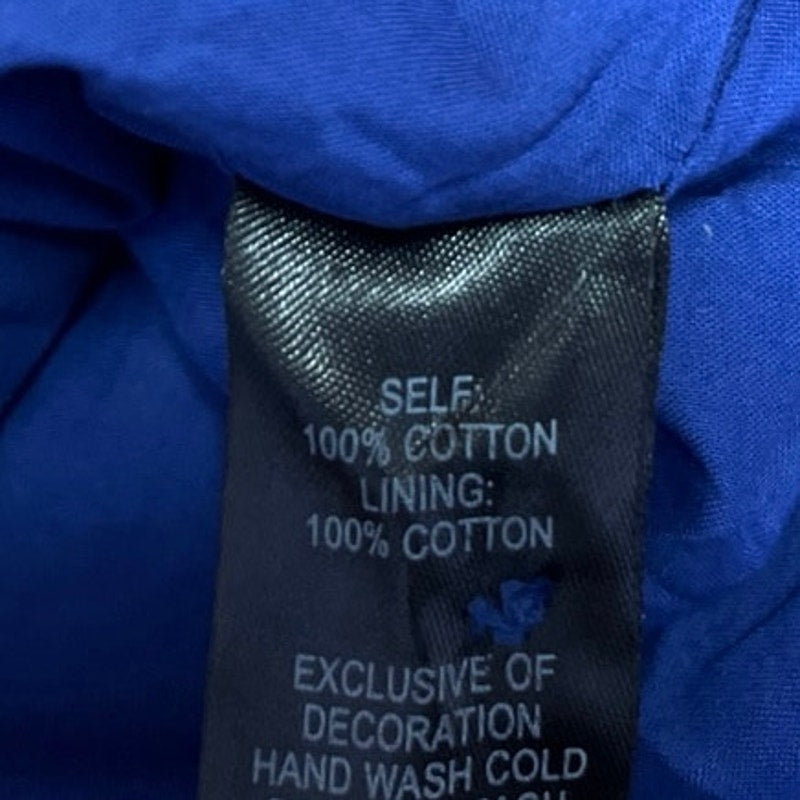 SELF:
100% COTTON
LINING:
100% COTTON
EXCLUSIVE OF
DECORATION
HAND WASH COLD